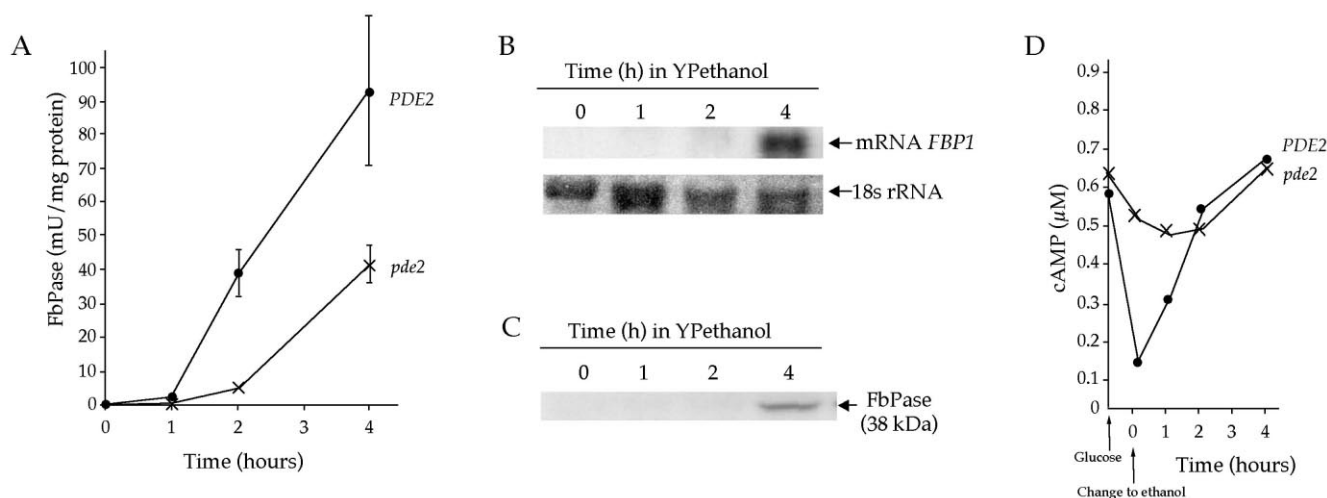 A
FbPase (mU/mg protein)
100
90
80
70
60
50
40
30
20
10
0
0 1 2 4
Time (hours)
PDE2
pde2
B
Time (h) in YPethanol
0 1 2 4
mRNA FBP1
18s rRNA
C
Time (h) in YPethanol
0 1 2 4
FbPase
(38 kDa)
D
cAMP (µM)
0.9
0.8
0.7
0.6
0.5
0.4
0.3
0.2
0.1
0
0 1 2 4
PDE2
pde2
Glucose
Time (hours)
Change to ethanol